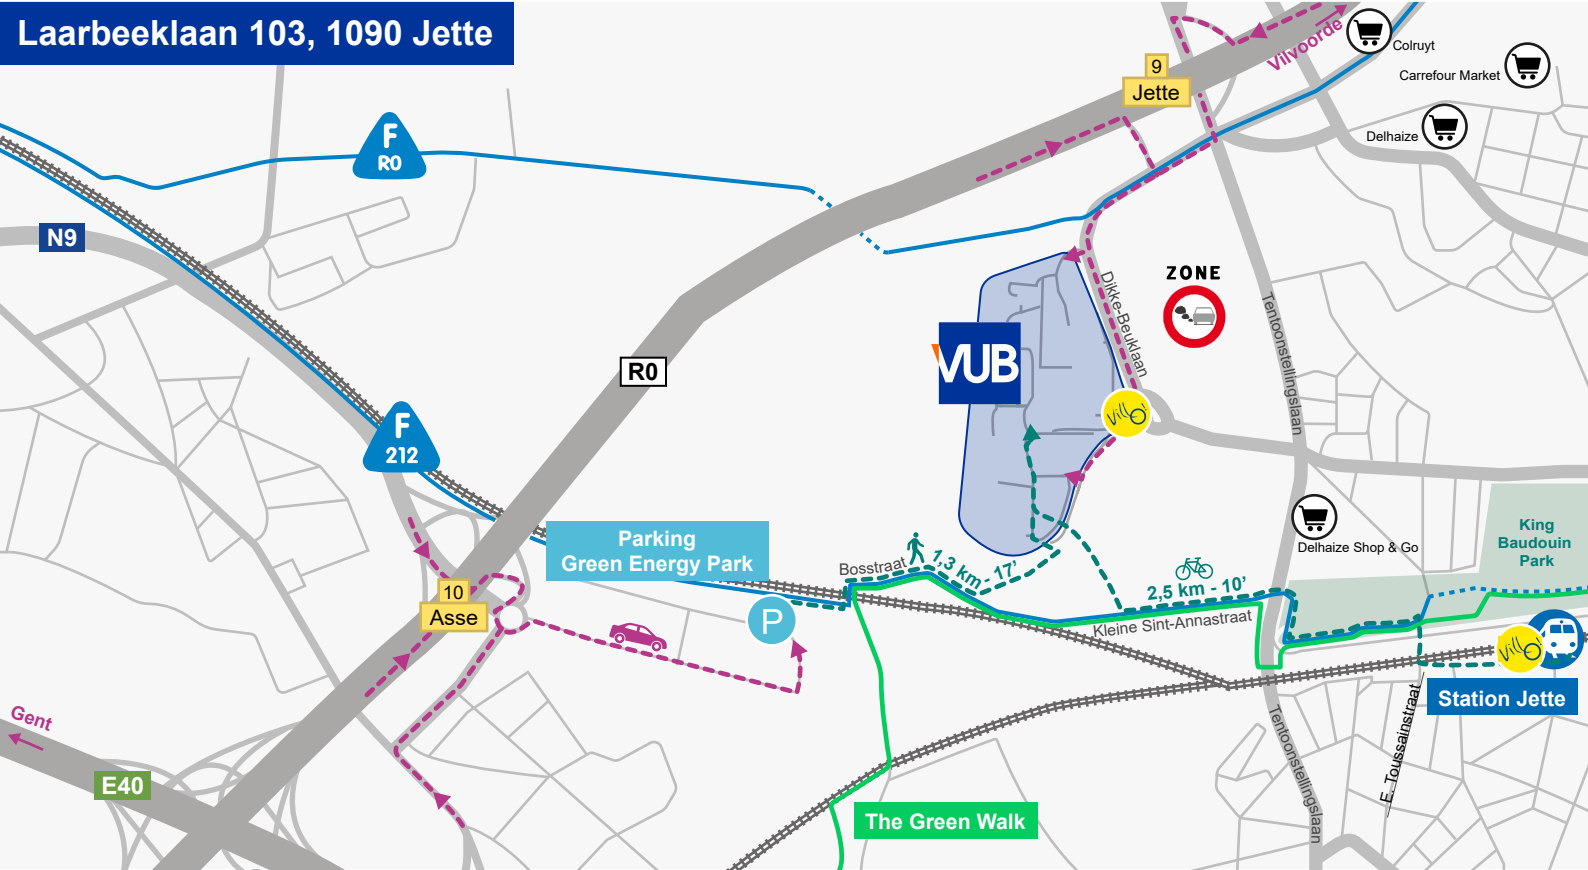 Laarbeeklaan 103, 1090 Jette
Vilvoorde
Colruyt
Carrefour Market
9
Jette
Delhaize
F
R0
N9
ZONE
Dikke-Beuklaan
Tentoonstellingslaan
VUB
R0
villo!
F
212
King
Baudouin
Park
Delhaize Shop & Go
Parking
Green Energy Park
Bosstraat
1,3 km - 17’
2,5 km - 10’
10
Asse
P
Kleine Sint-Annastraat
villo!
Station Jette
Gent
E. Toussainstraat
Tentoonstellingslaan
E40
The Green Walk